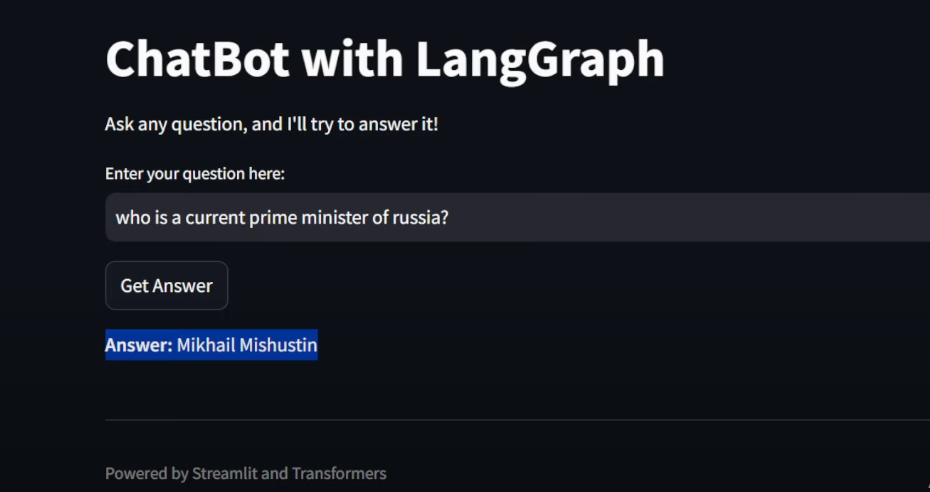 ChatBot with LangGraph
Ask any question, and I'll try to answer it!
Enter your question here:
who is a current prime minister of russia?
Get Answer
Answer: Mikhail Mishustin
Powered by Streamlit and Transformers